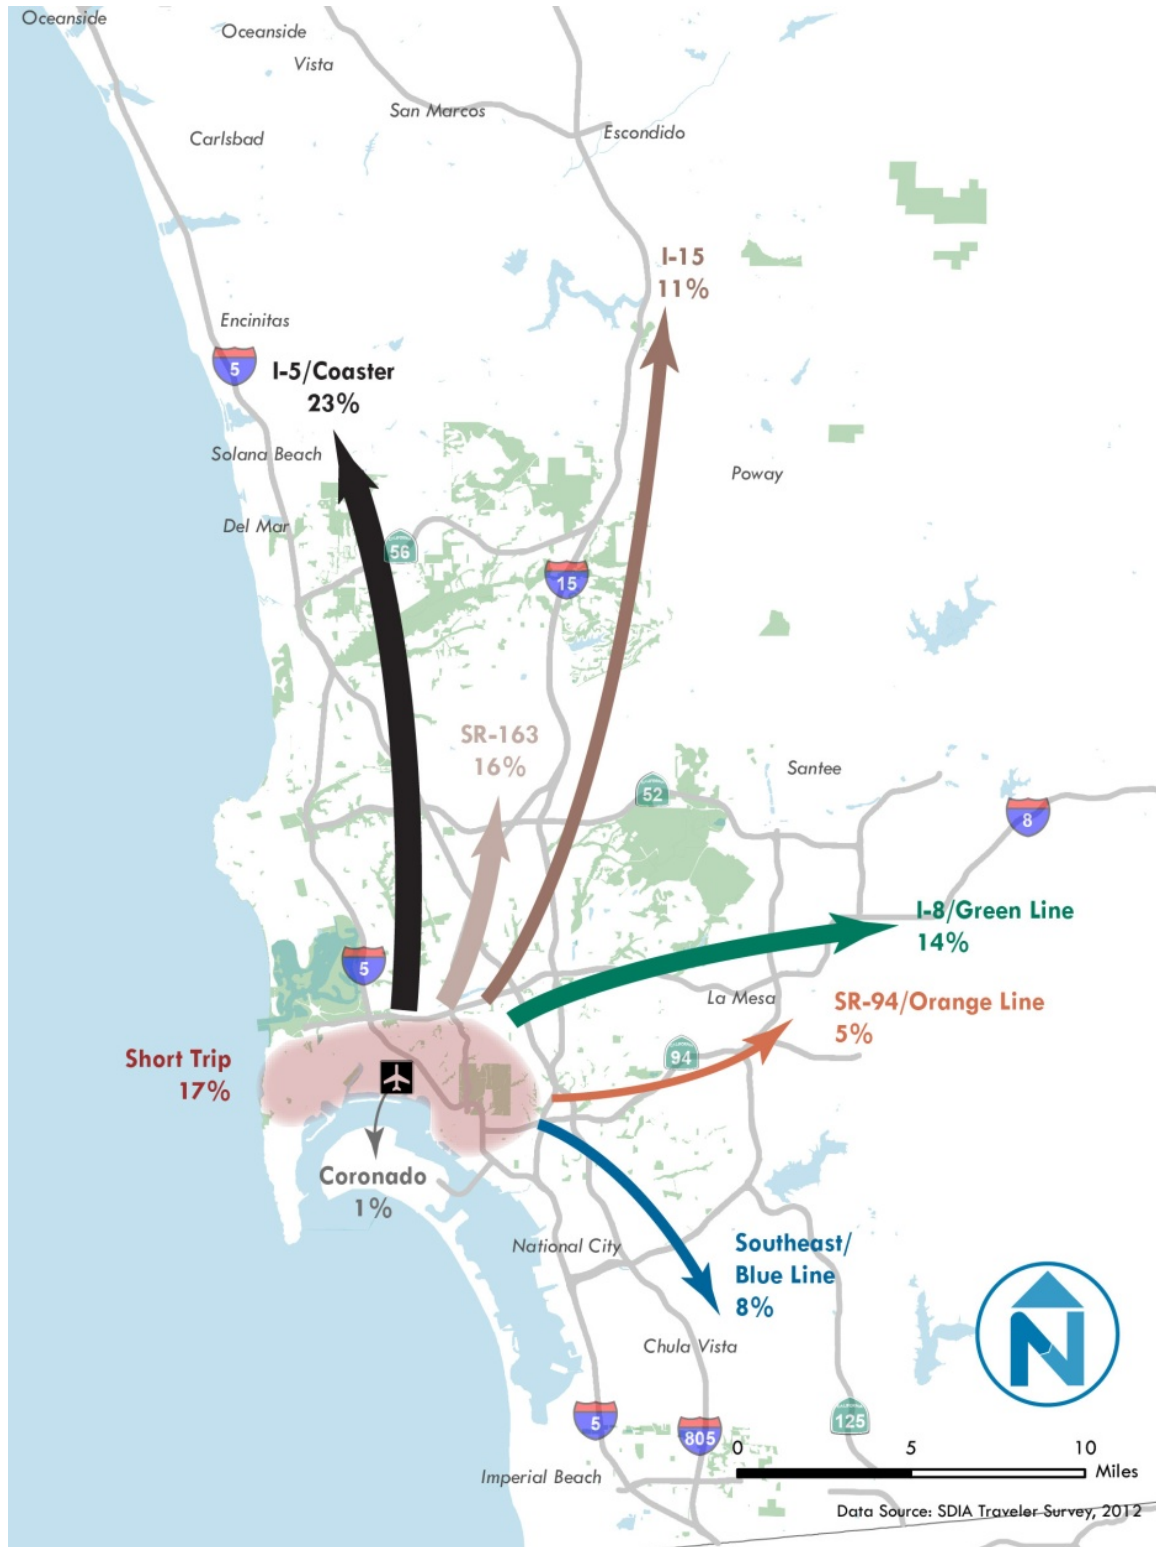 Oceanside
Oceanside
Vista
San Marcos
Escondido
Carlsbad
I-15
11%
Encinitas
5
I-5/Coaster
23%
Solana Beach
Poway
Del Mar
56
15
SR-163
16%
Santee
52
8
I-8/Green Line
14%
5
La Mesa
SR-94/Orange Line
5%
94
Short Trip
17%
Coronado
1%
National City
Southeast/
Blue Line
8%
N
Chula Vista
5
805
125
0 5 10
Miles
Imperial Beach
Data Source: SDIA Traveler Survey, 2012